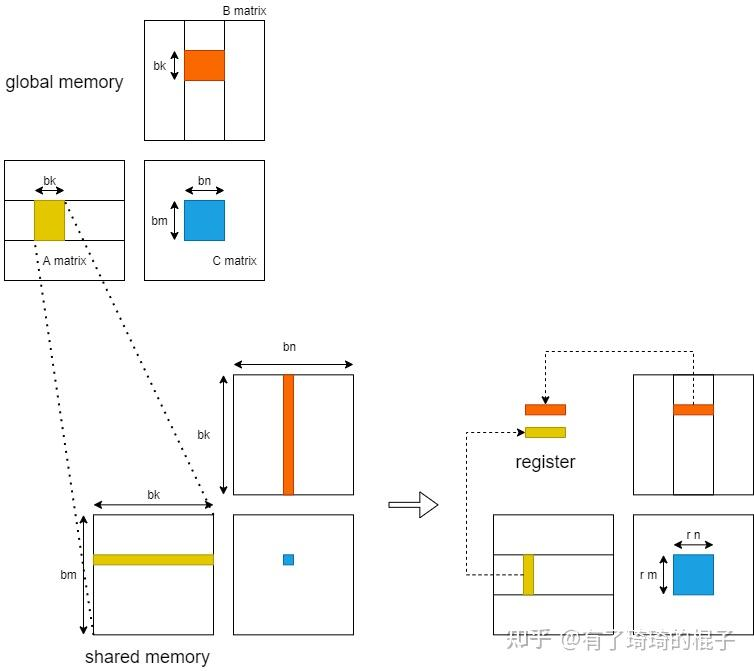 B matrix
bk
global memory
bk
bn
bm
A matrix
C matrix
bn
bk
register
bk
r n
bm
r m
shared memory
知乎 @有了琦琦的棍子